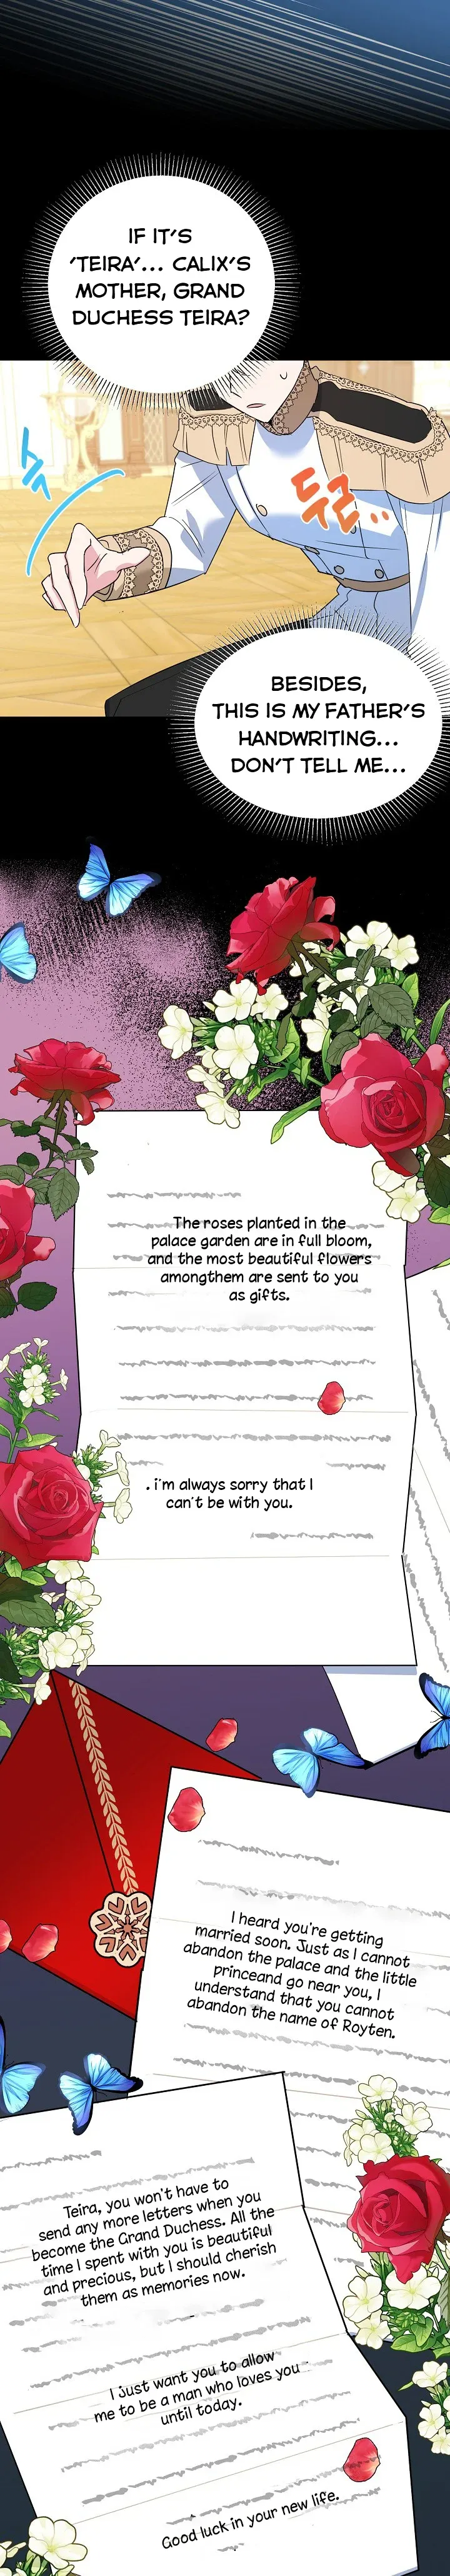 IF IT'S
'TEIRA'... CALIX'S
MOTHER, GRAND
DUCHESS TEIRA?
두근..
BESIDES,
THIS IS MY FATHER'S
HANDWRITING...
DON'T TELL ME...
The roses planted in the
palace garden are in full bloom,
and the most beautiful flowers
amongthem are sent to you
as gifts.
. i'm always sorry that I
can't be with you.
I heard you're getting
married soon. Just as I cannot
abandon the palace and the little
princeand go near you, I
understand that you cannot
abandon the name of Royten.
Teira, you won't have to
send any more letters when you
become the Grand Duchess. All the
time I spent with you is beautiful
and precious, but I should cherish
them as memories now.
I just want you to allow
me to be a man who loves you
until today.
Good luck in your new life.